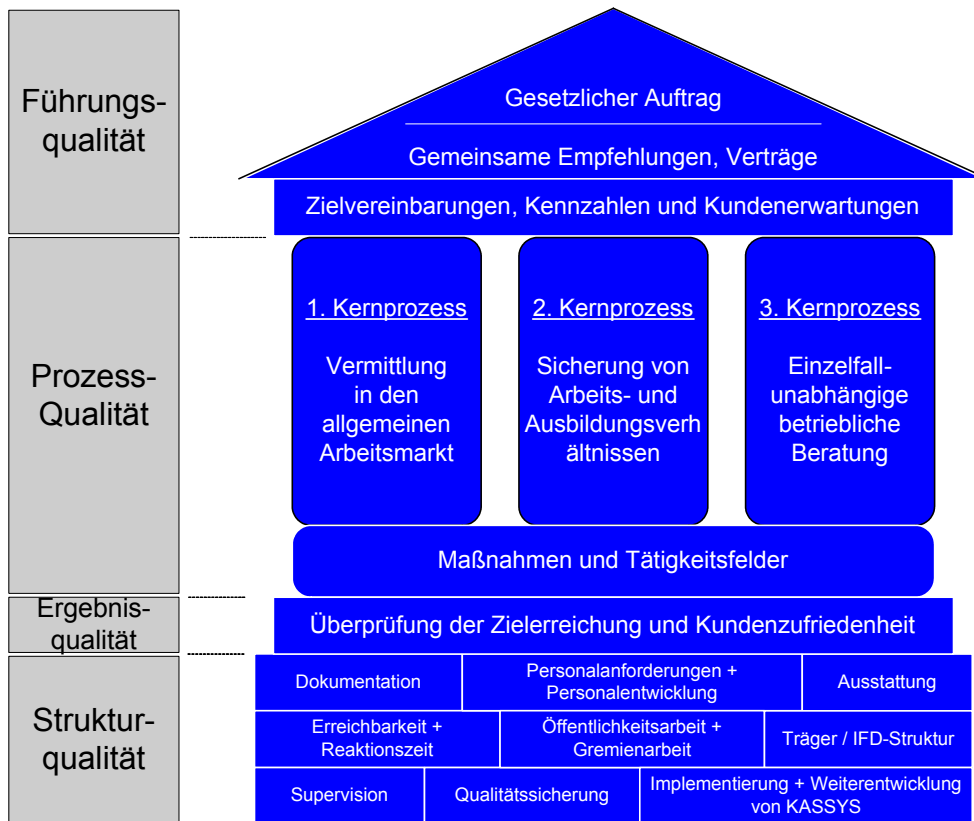 Führungs-
qualität
Gesetzlicher Auftrag
Gemeinsame Empfehlungen, Verträge
Zielvereinbarungen, Kennzahlen und Kundenerwartungen
Prozess-
Qualität
1. Kernprozess
Vermittlung
in den
allgemeinen
Arbeitsmarkt
2. Kernprozess
Sicherung von
Arbeits- und
Ausbildungsverh
ältnissen
3. Kernprozess
Einzelfall-
unabhängige
betriebliche
Beratung
Maßnahmen und Tätigkeitsfelder
Ergebnis-
qualität
Überprüfung der Zielerreichung und Kundenzufriedenheit
Struktur-
qualität
Dokumentation
Personalanforderungen +
Personalentwicklung
Ausstattung
Erreichbarkeit +
Reaktionszeit
Öffentlichkeitsarbeit +
Gremienarbeit
Träger / IFD-Struktur
Supervision
Qualitätssicherung
Implementierung + Weiterentwicklung
von KASSYS